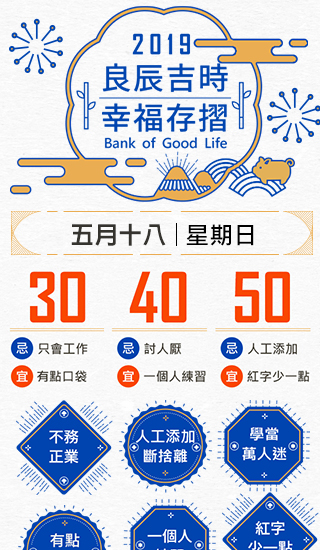 2019
良辰吉時
幸福存摺
Bank of Good Life
五月十八|星期日
30 40 50
忌 只會工作 忌 討人厭 忌 人工添加
宜 有點口袋 宜 一個人練習 宜 紅字少一點
不務
正業
人工添加
斷捨離
學當
萬人迷
有點
一個人
紅字
少一點